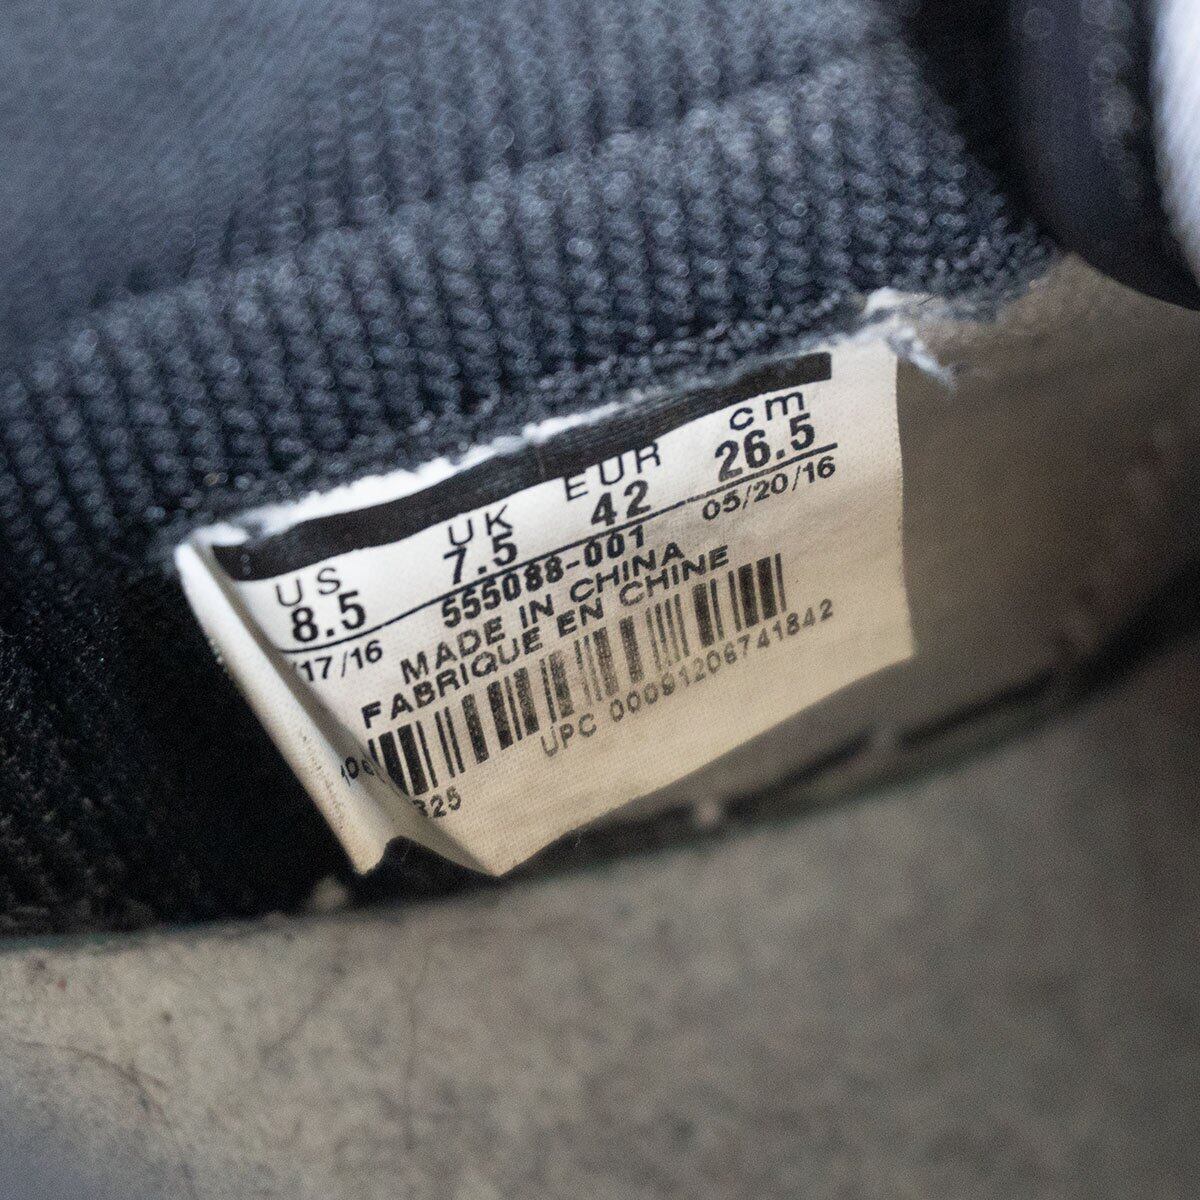 US UK EUR cm
8.5 7.5 42 26.5
/17/16 555088-001 05/20/16
MADE IN CHINA
FABRIQUE EN CHINE
UPC 00091206741842
325